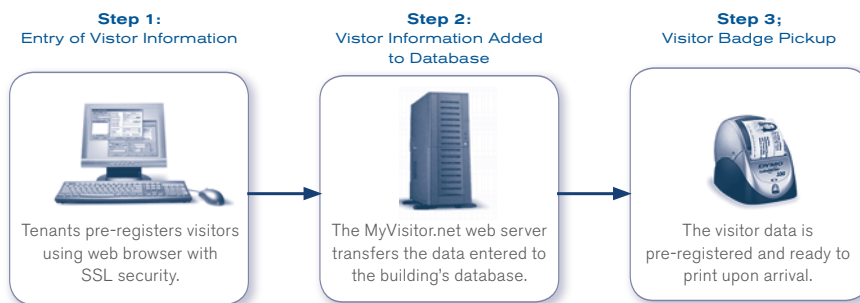 Step 1:
Entry of Vistor Information
Step 2:
Vistor Information Added
to Database
Step 3;
Visitor Badge Pickup
Tenants pre-registers visitors
using web browser with
SSL security.
The MyVisitor.net web server
transfers the data entered to
the building's database.
DYMO
The visitor data is
pre-registered and ready to
print upon arrival.